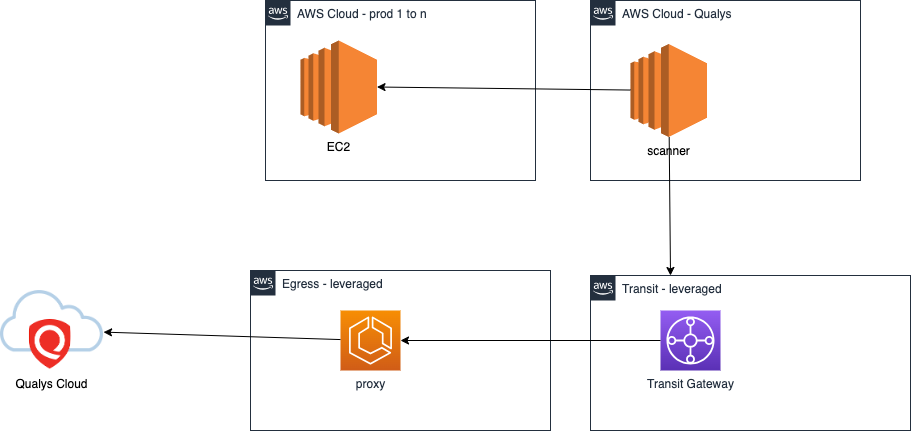 aws
AWS Cloud - prod 1 to n
EC2
aws
AWS Cloud - Qualys
scanner
aws
Egress - leveraged
proxy
aws
Transit - leveraged
Transit Gateway
Qualys Cloud